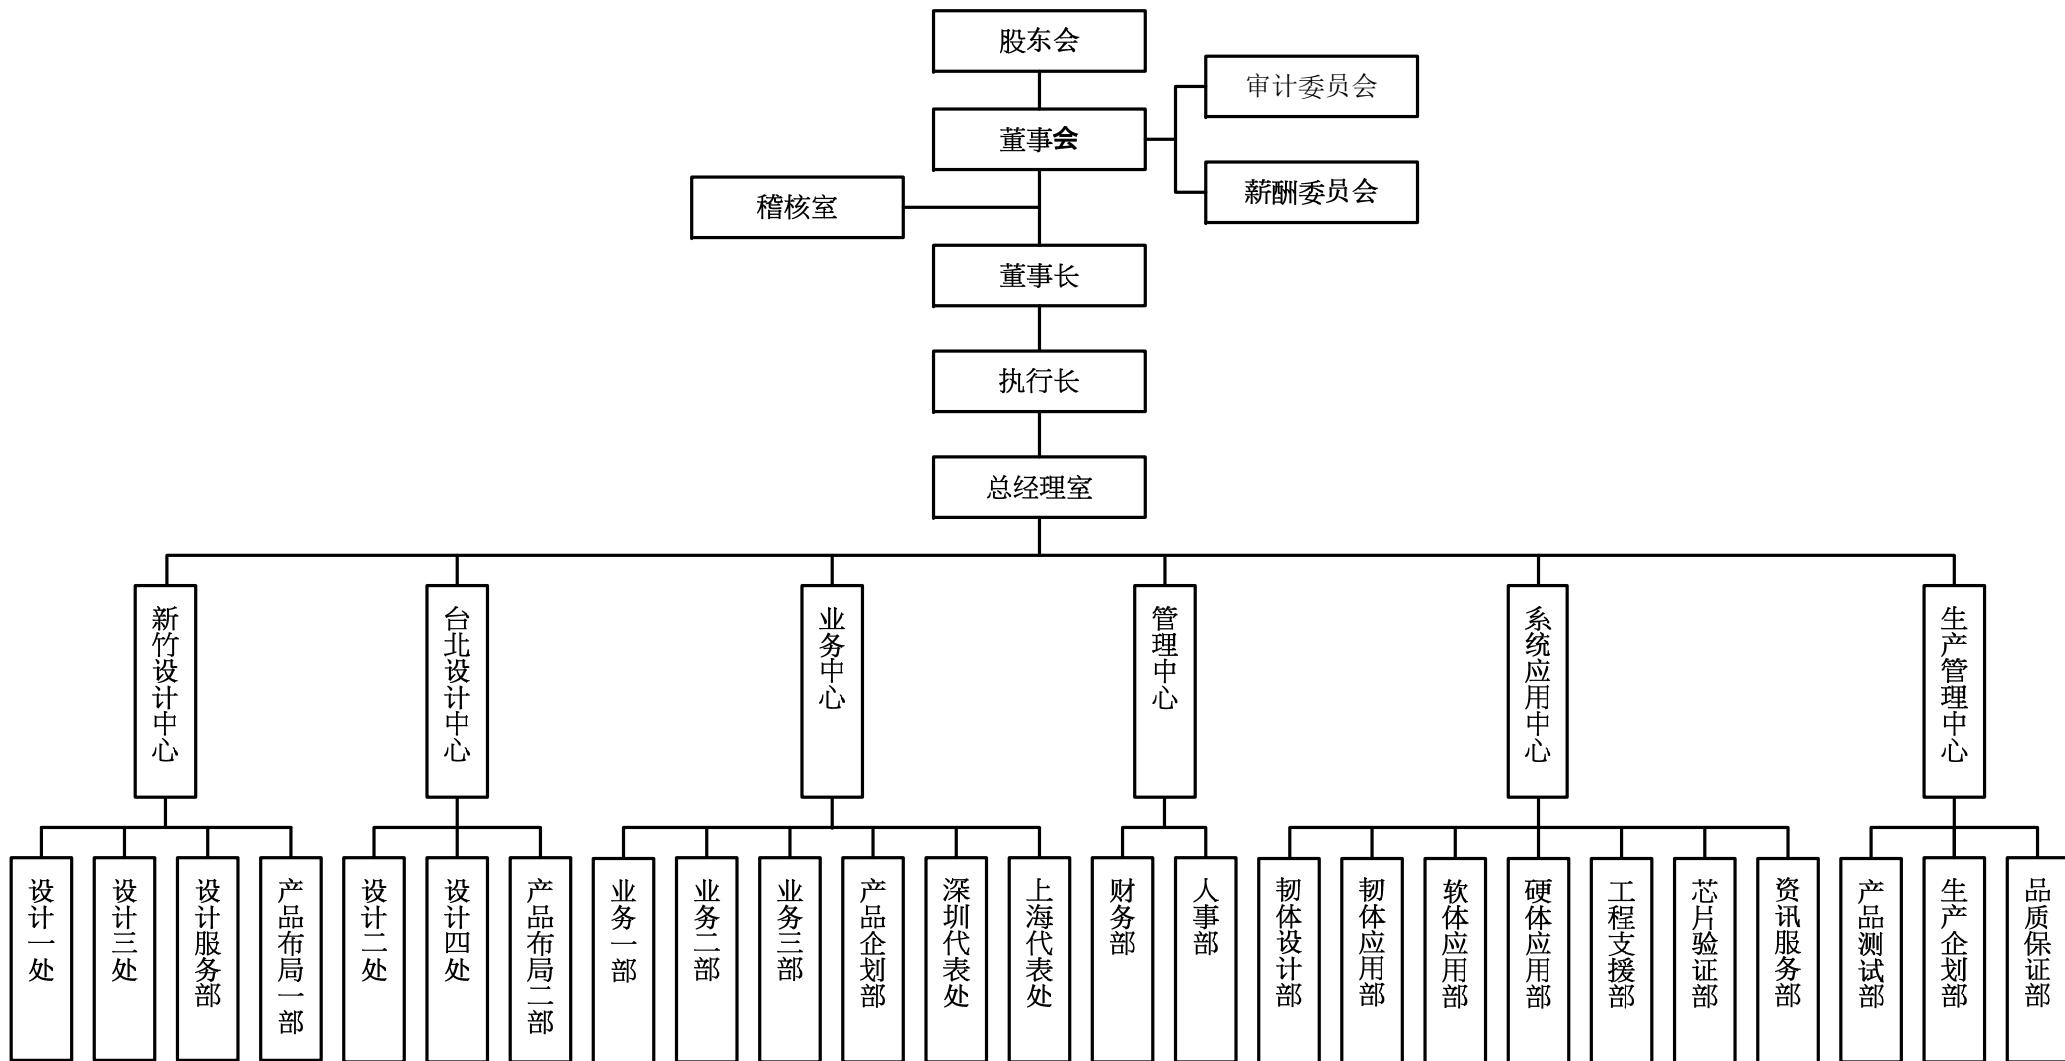 股东会
审计委员会
董事会
薪酬委员会
稽核室
董事长
执行长
总经理室
新竹设计中心
台北设计中心
业务中心
管理中心
系统应用中心
生产管理中心
设计一处
设计三处
设计服务部
产品布局一部
设计二处
设计四处
产品布局二部
业务一部
业务二部
业务三部
产品企划部
深圳代表处
上海代表处
财务部
人事部
韧体设计部
韧体应用部
软体应用部
硬体应用部
工程支援部
芯片验证部
资讯服务部
产品测试部
生产企划部
品质保证部